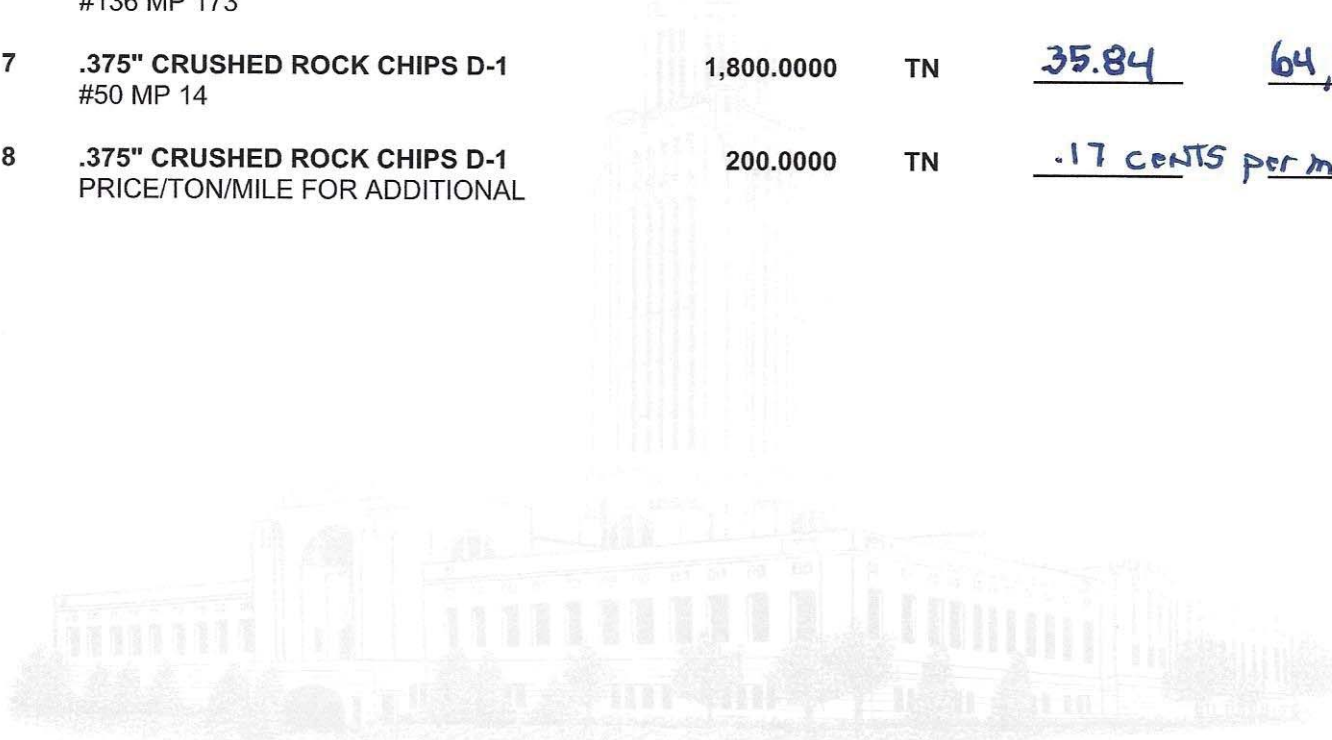 #136 MP 173
7 .375" CRUSHED ROCK CHIPS D-1 1,800.0000 TN 35.84 64,
#50 MP 14
8 .375" CRUSHED ROCK CHIPS D-1 200.0000 TN .17 cents per m
PRICE/TON/MILE FOR ADDITIONAL